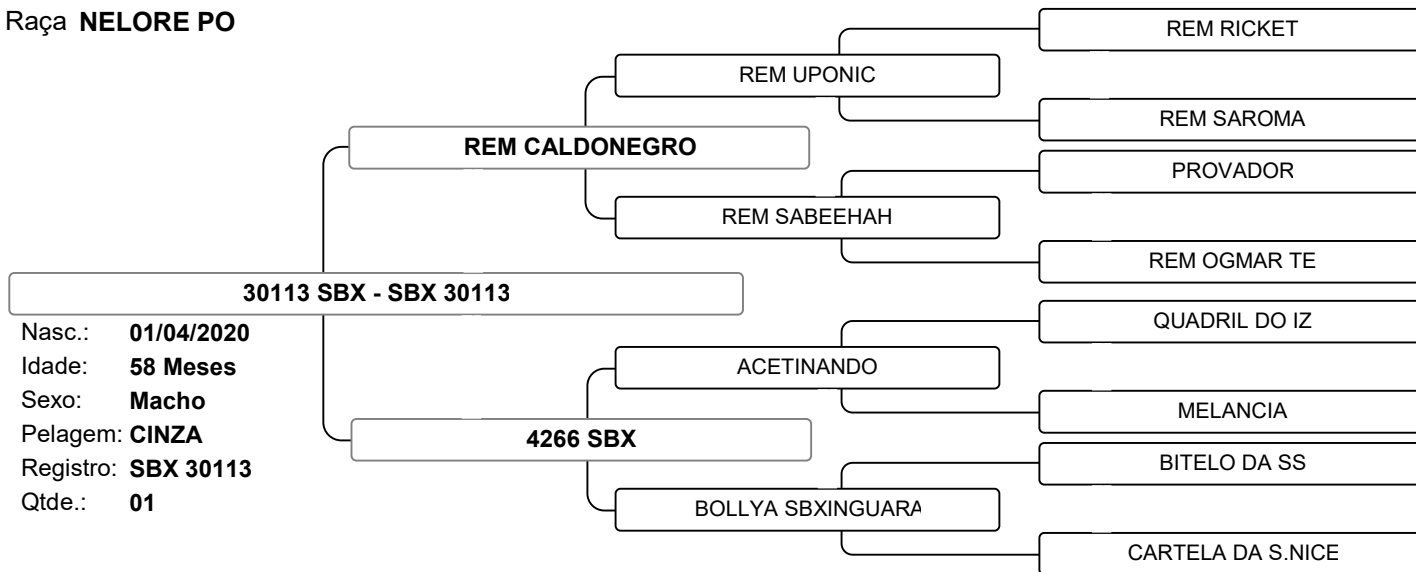 Raça NELORE PO
REM RICKET
REM UPONIC
REM SAROMA
REM CALDONEGRO
PROVADOR
REM SABEEHAH
REM OGMAR TE
30113 SBX - SBX 30113
Nasc.: 01/04/2020
Idade: 58 Meses
Sexo: Macho
Pelagem: CINZA
Registro: SBX 30113
Qtde.: 01
QUADRIL DO IZ
ACETINANDO
MELANCIA
4266 SBX
BITELO DA SS
BOLLYA SBXINGUARA
CARTELA DA S.NICE